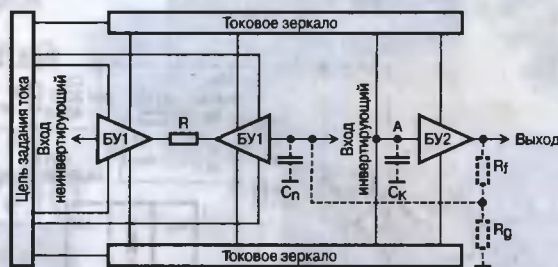 Токовое зеркало
Цепь задания тока
Вход
неинвертирующий
БУ1
R
БУ1
Cп
Вход
инвертирующий
A
Cк
БУ2
Выход
Rf
Rg
Токовое зеркало